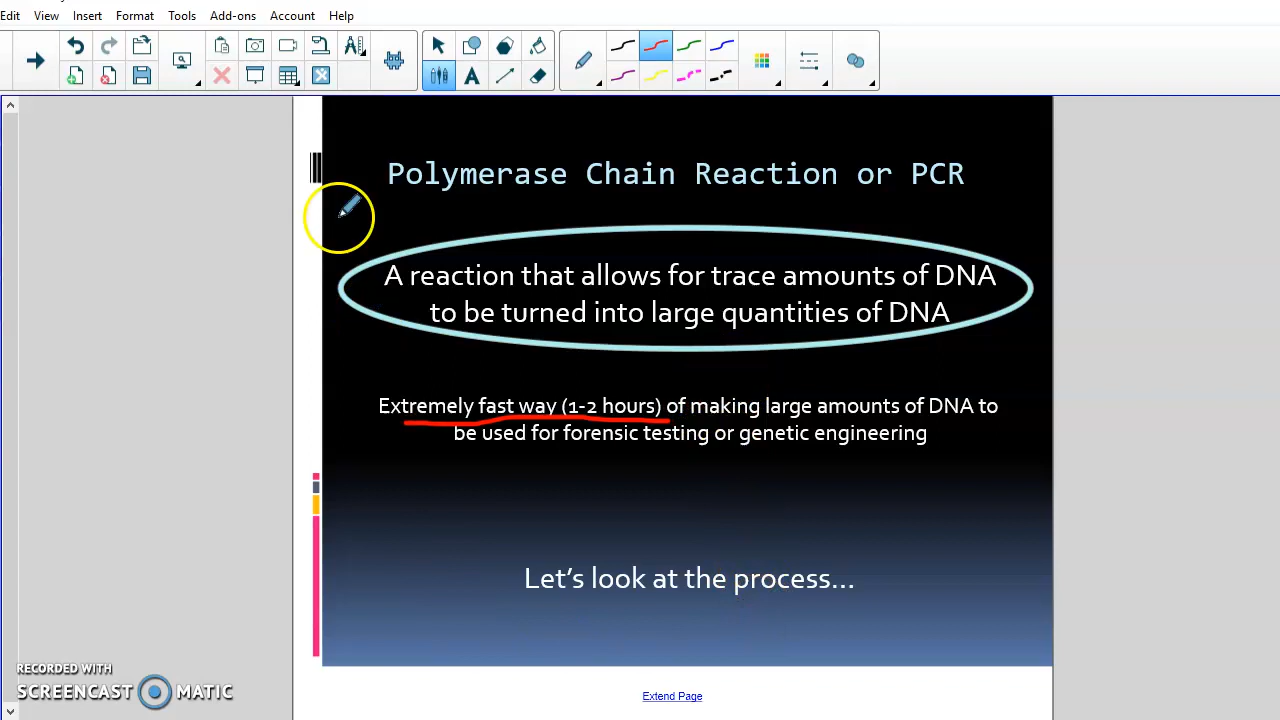 Edit View Insert Format Tools Add-ons Account Help
Polymerase Chain Reaction or PCR
A reaction that allows for trace amounts of DNA
to be turned into large quantities of DNA
Extremely fast way (1-2 hours) of making large amounts of DNA to
be used for forensic testing or genetic engineering
Let's look at the process...
RECORDED WITH
SCREENCAST MATIC
Extend Page